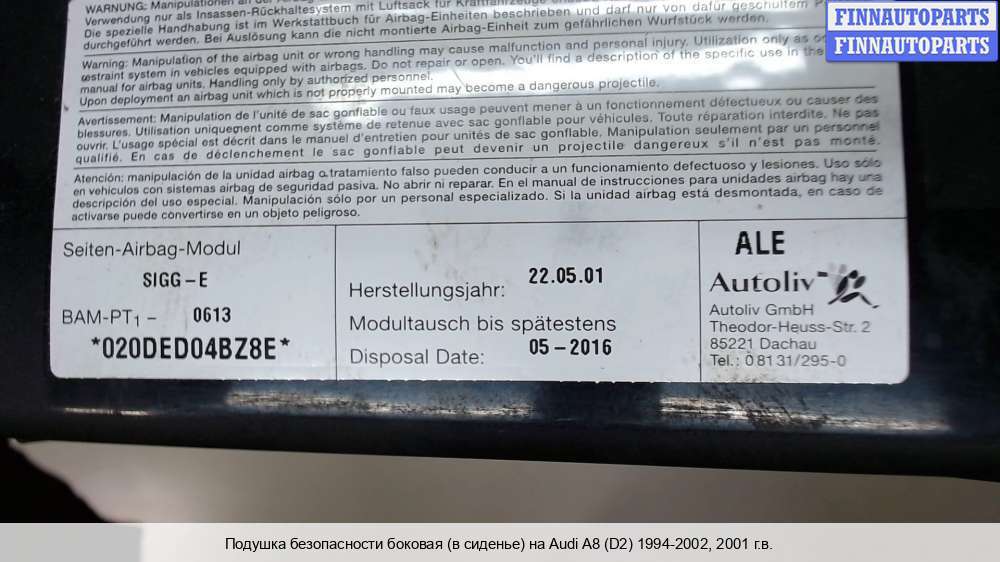 WARNUNG: Manipulationen an der Airbag
Verwendung nur als Insassen-Rückhaltesystem mit Luftsack für Kraftfahrzeuge
Die spezielle Handhabung ist im Werkstattbuch für Airbag-Einheiten beschrieben und darf nur von dafür geschultem
durchgeführt werden. Bei Auslösung kann die nicht montierte Airbag-Einheit zum gefährlichen Wurfstück werden.
FINNAUTOPARTS
FINNAUTOPARTS
Warning: Manipulation of the airbag unit or wrong handling may cause malfunction and personal injury. Utilization only as
restraint system in vehicles equipped with airbags. Do not repair or open. You'll find a description of the specific use in the
manual for airbag units. Handling only by authorized personnel.
Upon deployment an airbag unit which is not properly mounted may become a dangerous projectile.
Avertissement: Manipulation de l'unité de sac gonflable ou faux usage peuvent mener à un fonctionnement défectueux ou causer des
blessures. Utilisation uniquement comme système de retenue avec sac gonflable pour véhicules. Toute réparation interdite. Ne pas
ouvrir. L'usage spécial est décrit dans le manuel d'entretien pour unités de sac gonflable. Manipulation seulement par un personnel
qualifié. En cas de déclenchement le sac gonflable peut devenir un projectile dangereux s'il n'est pas monté.
Atención: manipulación de la unidad airbag o tratamiento falso pueden conducir a un funcionamiento defectuoso y lesiones. Uso sólo
en vehiculos con sistemas airbag de seguridad pasiva. No abrir ni reparar. En el manual de instrucciones para unidades airbag hay una
descripción del uso especial. Manipulación sólo por un personal especializado. Si la unidad airbag está desmontada, en caso de
activarse puede convertirse en un objeto peligroso.
Seiten-Airbag-Modul
SIGG-E
BAM-PT1 - 0613
*020DED04BZ8E*
Herstellungsjahr: 22.05.01
Modultausch bis spätestens
Disposal Date: 05-2016
ALE
Autoliv
Autoliv GmbH
Theodor-Heuss-Str. 2
85221 Dachau
Tel.: 0 81 31/295-0
Подушка безопасности боковая (в сиденье) на Audi A8 (D2) 1994-2002, 2001 г.в.